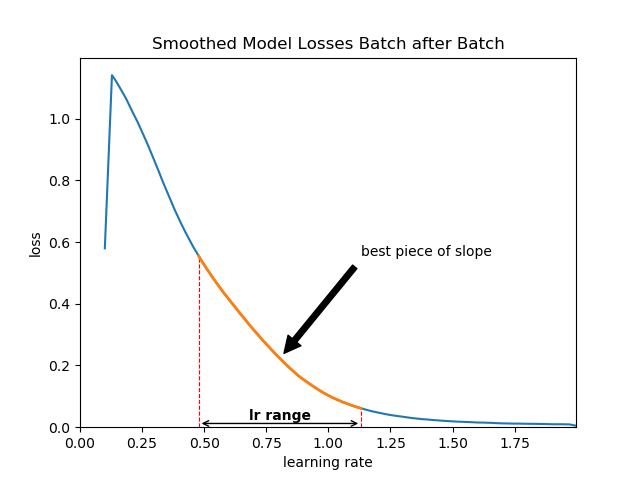 Smoothed Model Losses Batch after Batch
1.0
0.8
loss
0.6
best piece of slope
0.4
0.2
lr range
0.0
0.00 0.25 0.50 0.75 1.00 1.25 1.50 1.75
learning rate